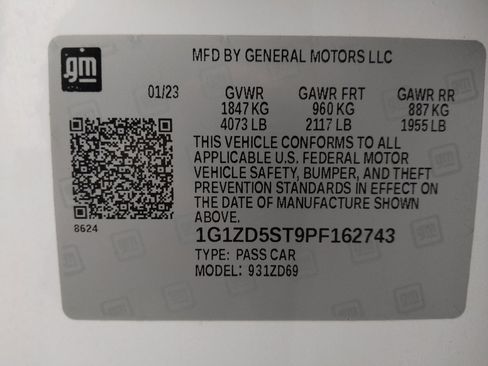 gm
MFD BY GENERAL MOTORS LLC
01/23 GVWR GAWR FRT GAWR RR
1847 KG 960 KG 887 KG
4073 LB 2117 LB 1955 LB
THIS VEHICLE CONFORMS TO ALL
APPLICABLE U.S. FEDERAL MOTOR
VEHICLE SAFETY, BUMPER, AND THEFT
PREVENTION STANDARDS IN EFFECT ON
THE DATE OF MANUFACTURE SHOWN
ABOVE.
8624
1G1ZD5ST9PF162743
TYPE: PASS CAR
MODEL: 931ZD69